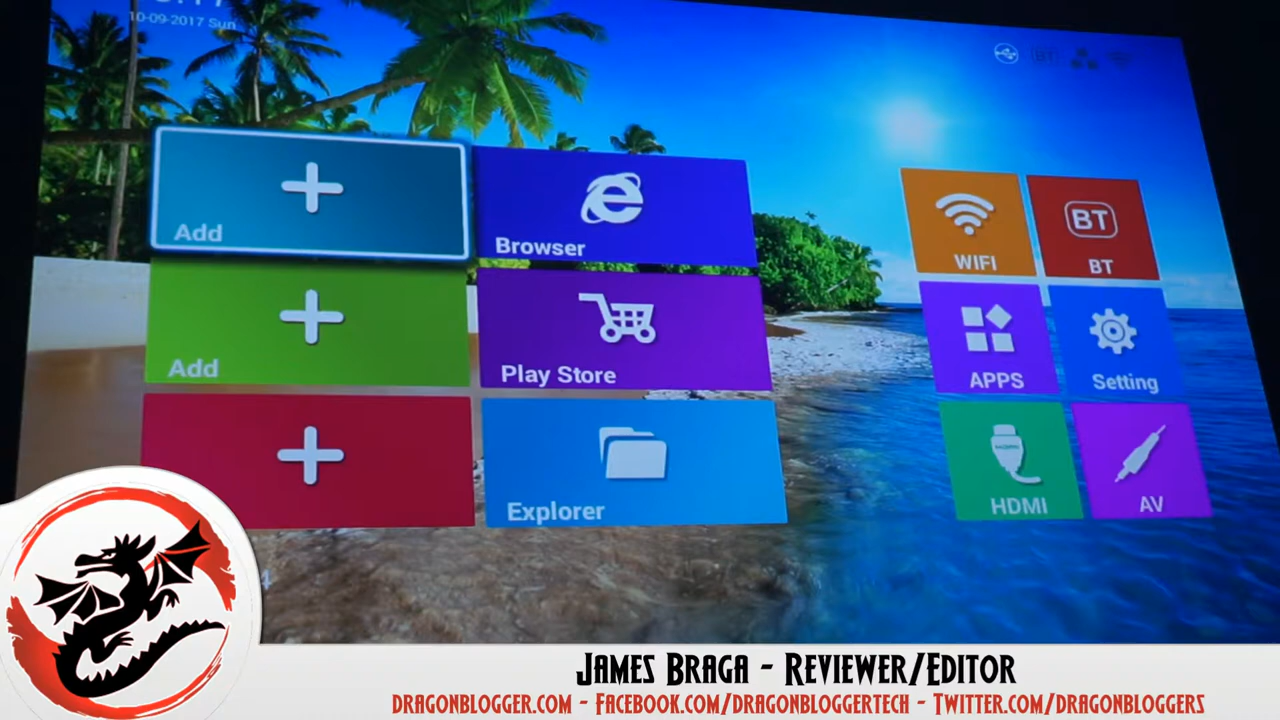 10-09-2017 Sun
BT
Add
Browser
WIFI
BT
BT
Add
Play Store
APPS
Setting
Explorer
HDMI
AV
JAMES BRAGA - REVIEWER/EDITOR
DRAGONBLOGGER.COM - FACEBOOK.COM/DRAGONBLOGGERTECH - TWITTER.COM/DRAGONBLOGGERS